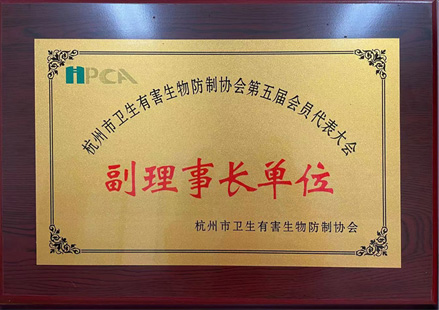 HPCA
杭州市卫生有害生物防制协会第五届会员代表大会
副理事长单位
杭州市卫生有害生物防制协会